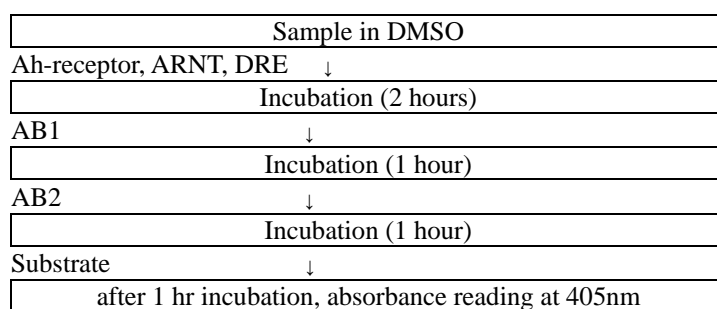 Sample in DMSO
Ah-receptor, ARNT, DRE ↓
Incubation (2 hours)
AB1 ↓
Incubation (1 hour)
AB2 ↓
Incubation (1 hour)
Substrate ↓
after 1 hr incubation, absorbance reading at 405nm